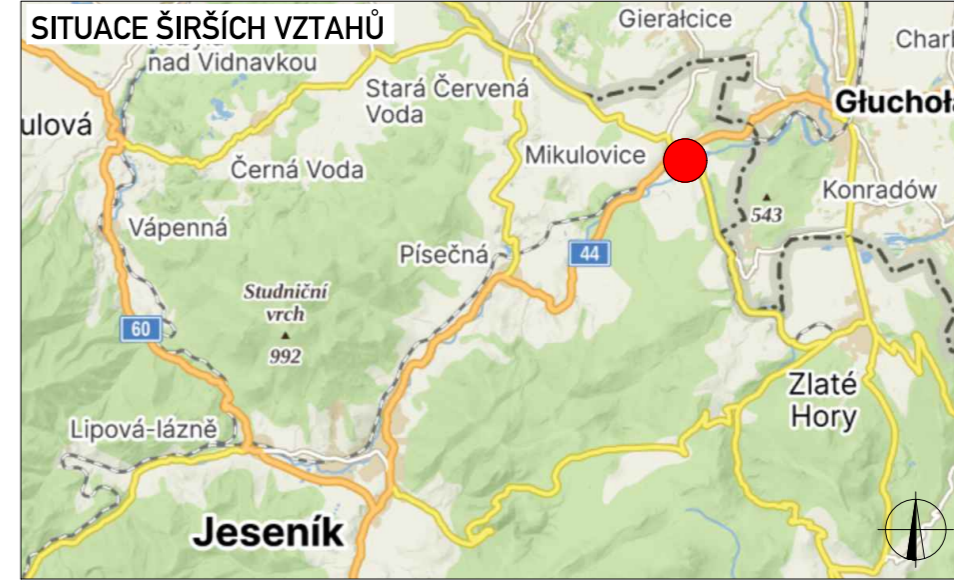 SITUACE ŠIRŠÍCH VZTAHŮ
nad Vidnavkou
Gierałcice
Stará Červená
Voda
ulová
Głuchoła
Mikulovice
Černá Voda
Konradów
543
Vápenná
Písečná
44
Studniční
vrch
992
60
Zlaté
Hory
Lipová-lázně
Jeseník